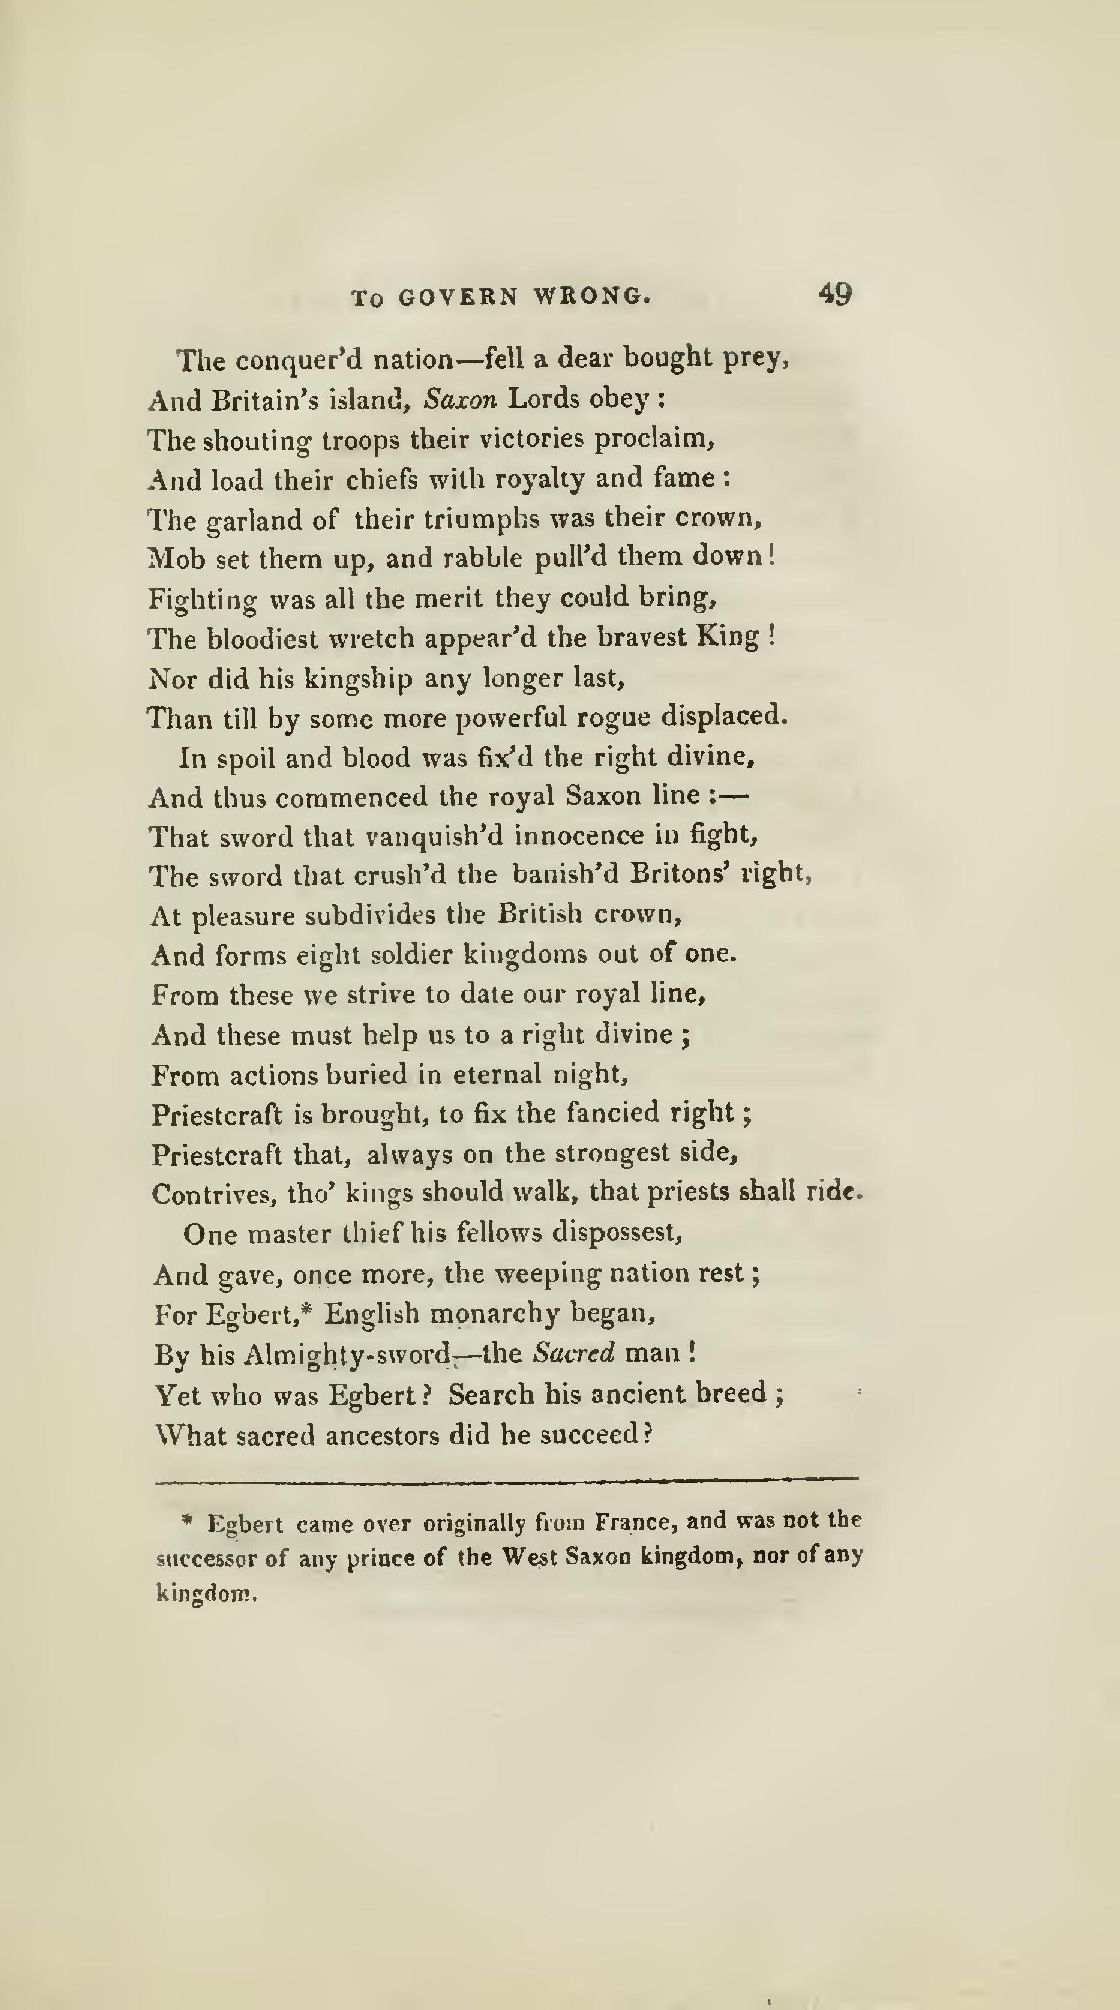 TO GOVERN WRONG. 49
The conquer'd nation—fell a dear bought prey,
And Britain's island, Saxon Lords obey :
The shouting troops their victories proclaim,
And load their chiefs with royalty and fame :
The garland of their triumphs was their crown,
Mob set them up, and rabble pull'd them down !
Fighting was all the merit they could bring,
The bloodiest wretch appear'd the bravest King !
Nor did his kingship any longer last,
Than till by some more powerful rogue displaced.
In spoil and blood was fix'd the right divine,
And thus commenced the royal Saxon line :—
That sword that vanquish'd innocence in fight,
The sword that crush'd the banish'd Britons' right,
At pleasure subdivides the British crown,
And forms eight soldier kingdoms out of one.
From these we strive to date our royal line,
And these must help us to a right divine ;
From actions buried in eternal night,
Priestcraft is brought, to fix the fancied right ;
Priestcraft that, always on the strongest side,
Contrives, tho' kings should walk, that priests shall ride.
One master thief his fellows dispossest,
And gave, once more, the weeping nation rest ;
For Egbert,* English monarchy began,
By his Almighty-sword,—the Sacred man !
Yet who was Egbert ? Search his ancient breed ;
What sacred ancestors did he succeed ?
* Egbert came over originally from France, and was not the
successor of any prince of the West Saxon kingdom, nor of any
kingdom.